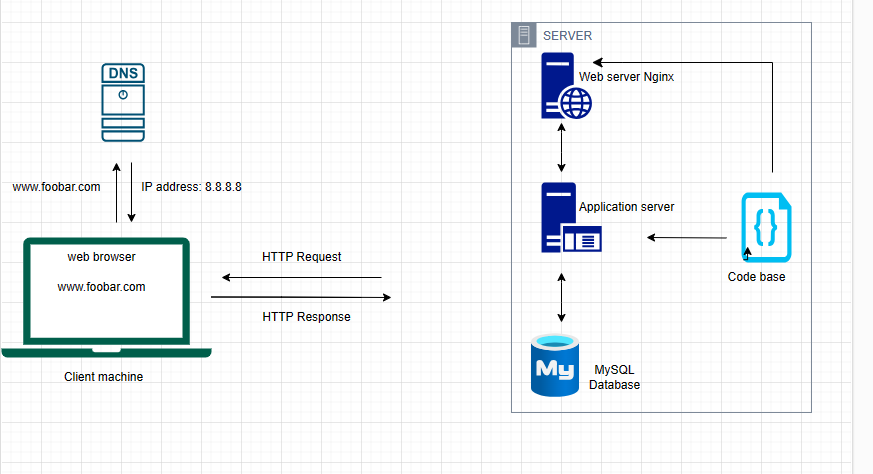 SERVER
DNS
Web server Nginx
www.foobar.com
IP address: 8.8.8.8
Application server
web browser
www.foobar.com
HTTP Request
HTTP Response
{}
Code base
My
MySQL
Database
Client machine